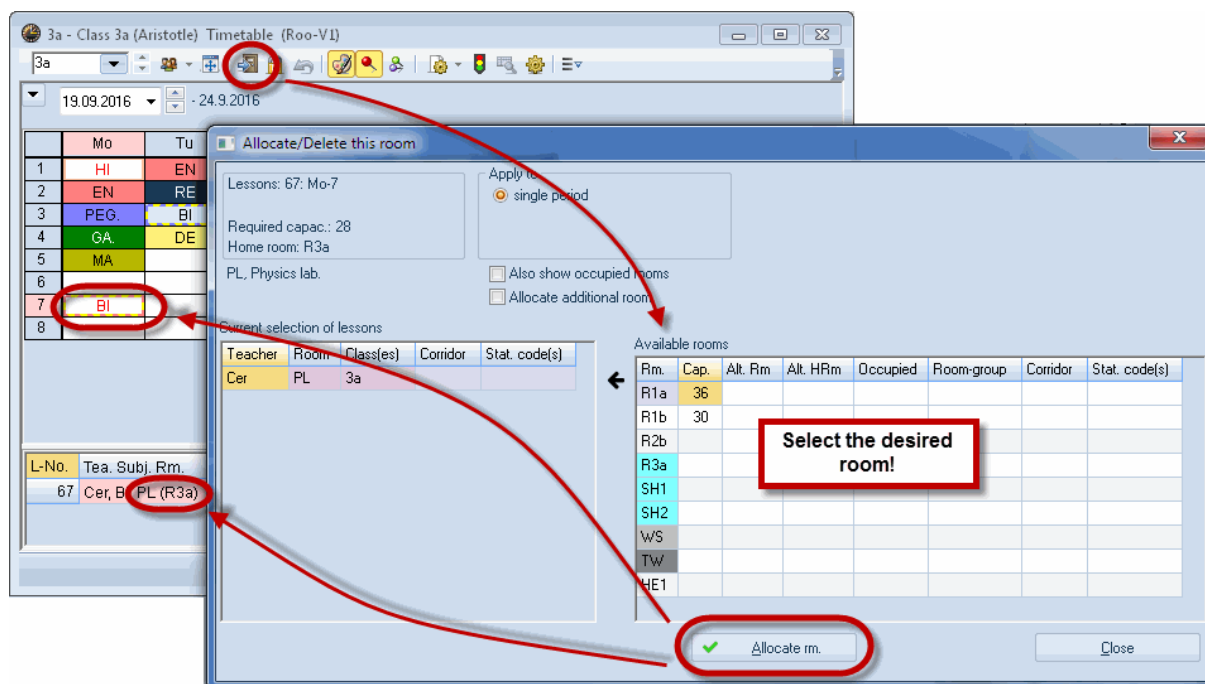 3a - Class 3a (Aristotle) Timetable (Roo-V1)
3a
19.09.2016 - 24.9.2016
Mo Tu
1 HI EN
2 EN RE
3 PEG. BI
4 GA. DE
5 MA
6
7 BI
8
L-No. Tea. Subj. Rm.
67 Cer, B PL (R3a)
Allocate/Delete this room
Lessons: 67: Mo-7
Required capac.: 28
Home room: R3a
PL, Physics lab.
Apply to
single period
Also show occupied rooms
Allocate additional room
Current selection of lessons
Teacher Room Class(es) Corridor Stat. code(s)
Cer PL 3a
Available rooms
Rm. Cap. Alt. Rm Alt. HRm Occupied Room-group Corridor Stat. code(s)
R1a 36
R1b 30
R2b
R3a
SH1
SH2
WS
TW
HE1
Select the desired
room!
Allocate rm.
Close